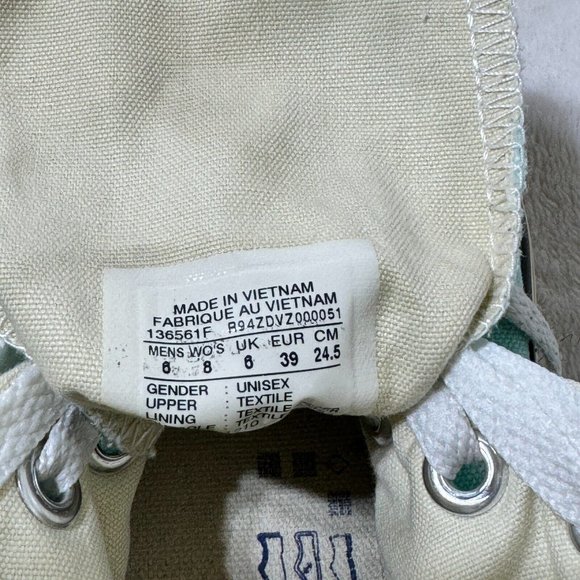 MADE IN VIETNAM
FABRIQUE AU VIETNAM
136561F R94ZDVZ000051
MENS WO'S UK EUR CM
6 8 6 39 24.5
GENDER : UNISEX
UPPER : TEXTILE
LINING : TEXTILE